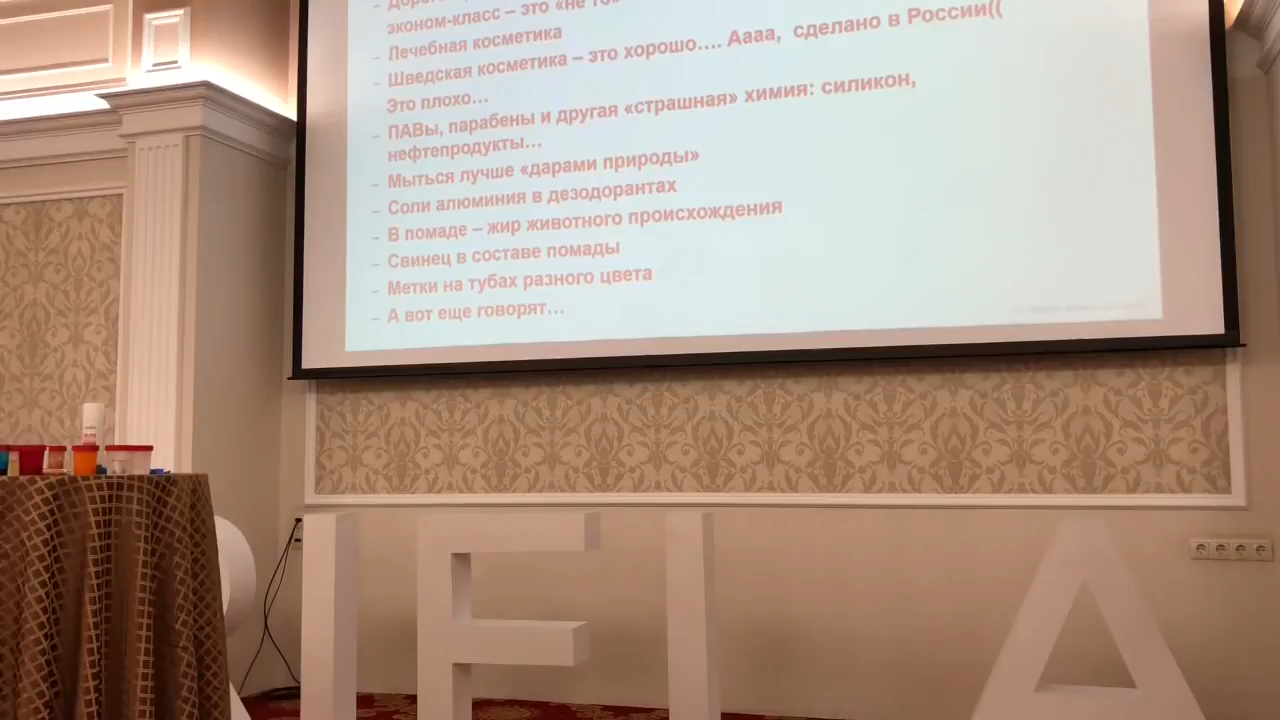 эконом-класс – это «не то»
– Лечебная косметика
– Шведская косметика – это хорошо…. Аааа, сделано в России((
Это плохо…
– ПАВы, парабены и другая «страшная» химия: силикон,
нефтепродукты…
– Мыться лучше «дарами природы»
– Соли алюминия в дезодорантах
– В помаде – жир животного происхождения
– Свинец в составе помады
– Метки на тубах разного цвета
– А вот еще говорят…